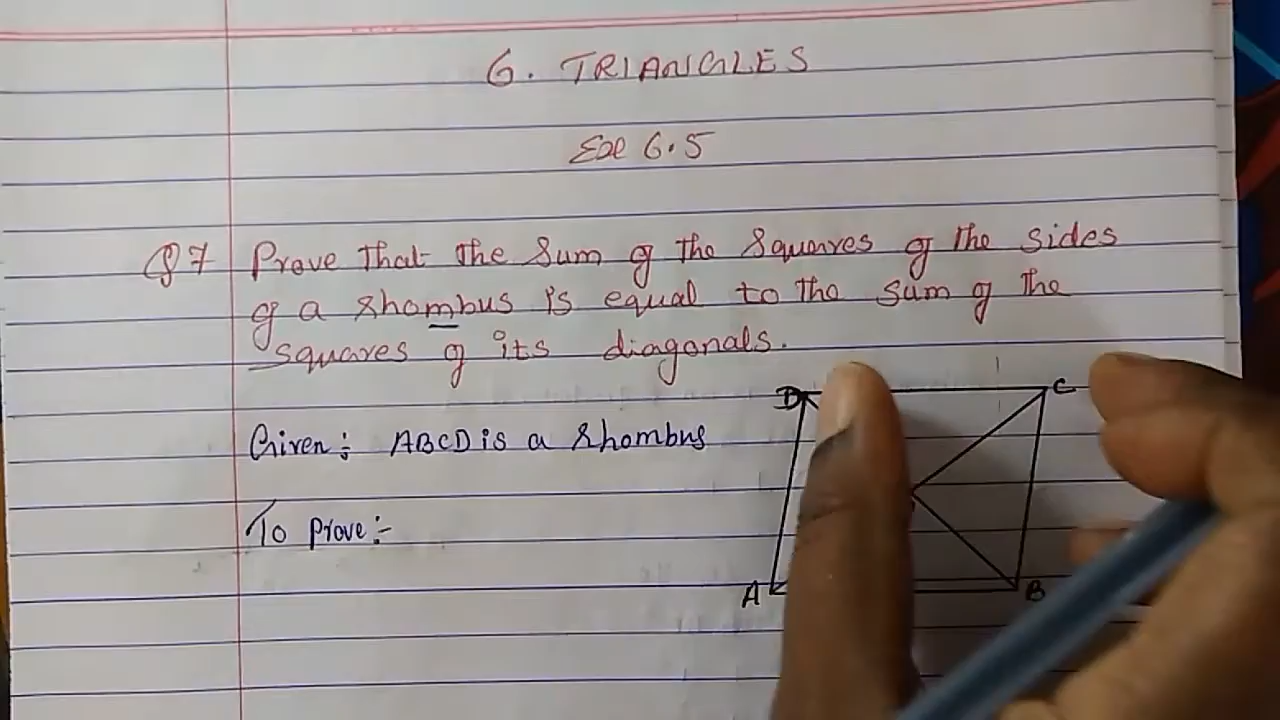 6. TRIANGLES
Exe 6.5
Q7 Prove that the Sum of the Squares of the sides
of a rhombus is equal to the sum of the
squares of its diagonals.
D C
Given :- ABCD is a rhombus
To Prove :-
A B